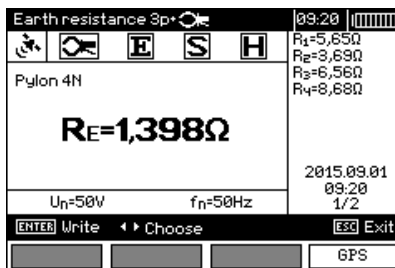 Earth resistance 3p+
09:20
E S H
R1=5,65Ω
R2=3,69Ω
R3=6,56Ω
R4=8,68Ω
Pylon 4N
RE=1,398Ω
2015.09.01
09:20
1/2
Un=50V fn=50Hz
ENTER Write Choose ESC Exit
GPS